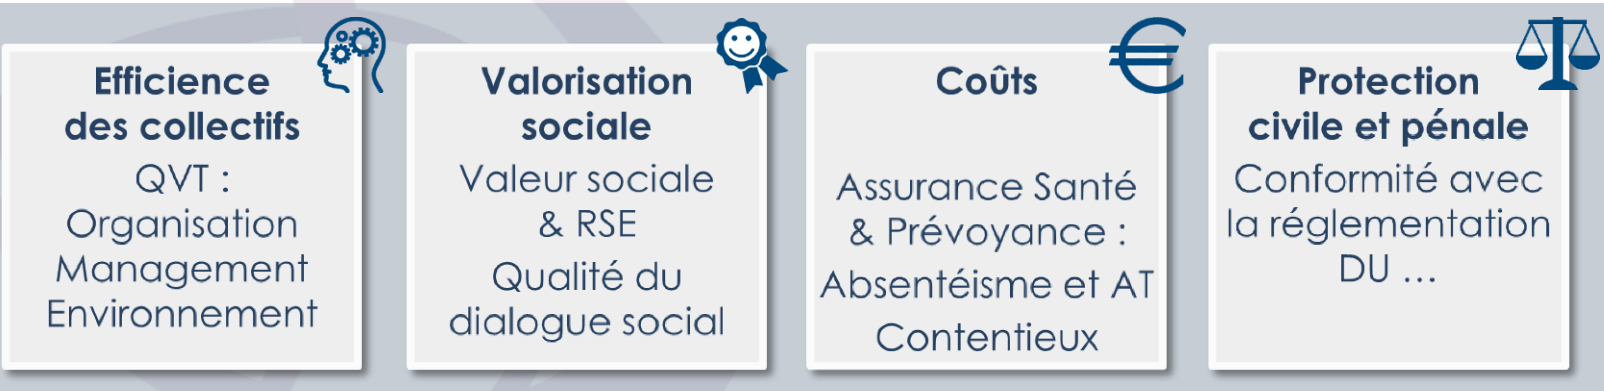 Efficience
des collectifs
QVT :
Organisation
Management
Environnement
Valorisation
sociale
Valeur sociale
& RSE
Qualité du
dialogue social
Coûts
Assurance Santé
& Prévoyance :
Absentéisme et AT
Contentieux
Protection
civile et pénale
Conformité avec
la réglementation
DU ...